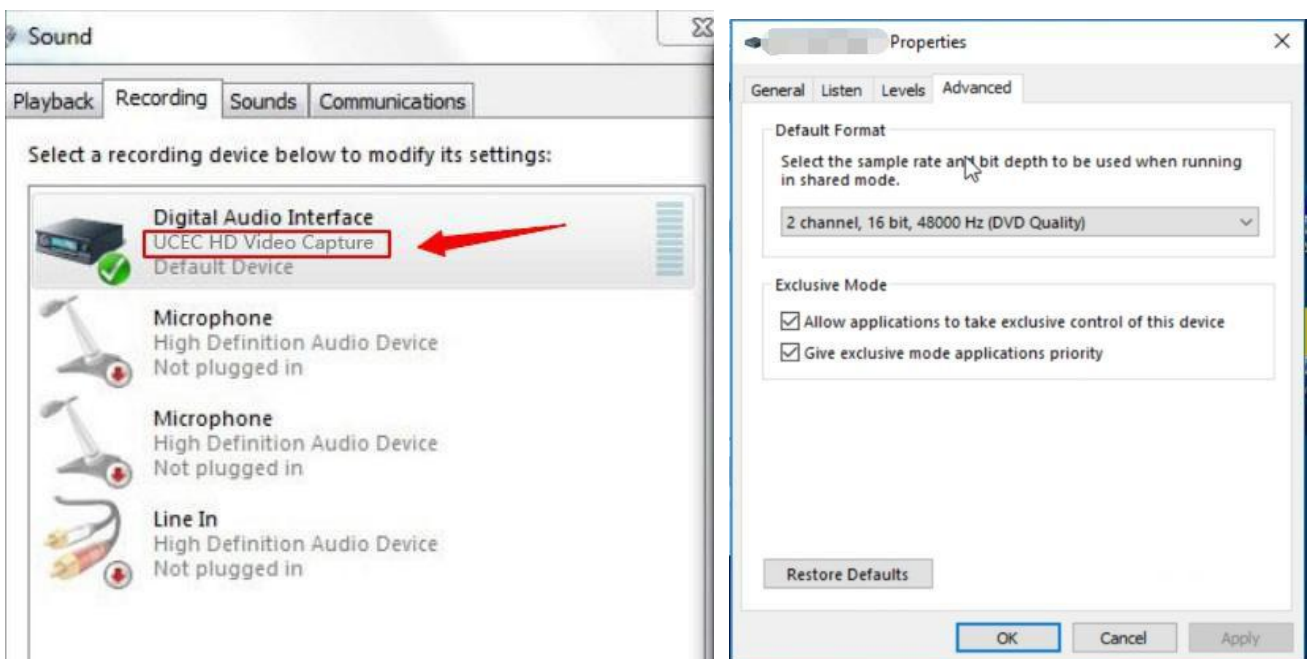 Sound
Playback Recording Sounds Communications
Select a recording device below to modify its settings:
Digital Audio Interface
UCEC HD Video Capture
Default Device
Microphone
High Definition Audio Device
Not plugged in
Microphone
High Definition Audio Device
Not plugged in
Line In
High Definition Audio Device
Not plugged in
Properties
General Listen Levels Advanced
Default Format
Select the sample rate and bit depth to be used when running
in shared mode.
2 channel, 16 bit, 48000 Hz (DVD Quality)
Exclusive Mode
Allow applications to take exclusive control of this device
Give exclusive mode applications priority
Restore Defaults
OK Cancel Apply